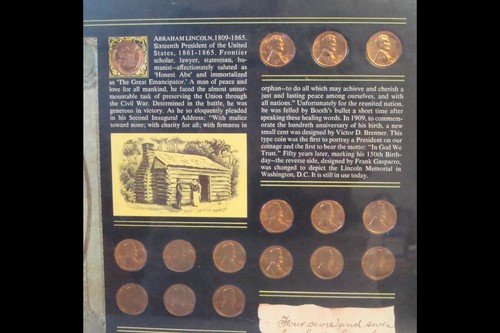 ABRAHAM LINCOLN, 1809-1865.
Sixteenth President of the United
States, 1861-1865. Frontier
scholar, lawyer, statesman, hu-
manist—affectionately saluted as
'Honest Abe' and immortalized
as 'The Great Emancipator.' A man of peace and
love for all mankind, he faced the almost unsur-
mountable task of preserving the Union through
the Civil War. Determined in the battle, he was
generous in victory. As he so eloquently pleaded
in his Second Inaugural Address: "With malice
toward none; with charity for all; with firmness in
orphan—to do all which may achieve and cherish a
just and lasting peace among ourselves, and with
all nations." Unfortunately for the reunited nation,
he was felled by Booth's bullet a short time after
speaking these healing words. In 1909, to commem-
orate the hundredth anniversary of his birth, a new
small cent was designed by Victor D. Brenner. This
type coin was the first to portray a President on our
coinage and the first to bear the motto: "In God We
Trust." Fifty years later, marking his 150th Birth-
day—the reverse side, designed by Frank Gasparro,
was changed to depict the Lincoln Memorial in
Washington, D.C. It is still in use today.
Four score and seven